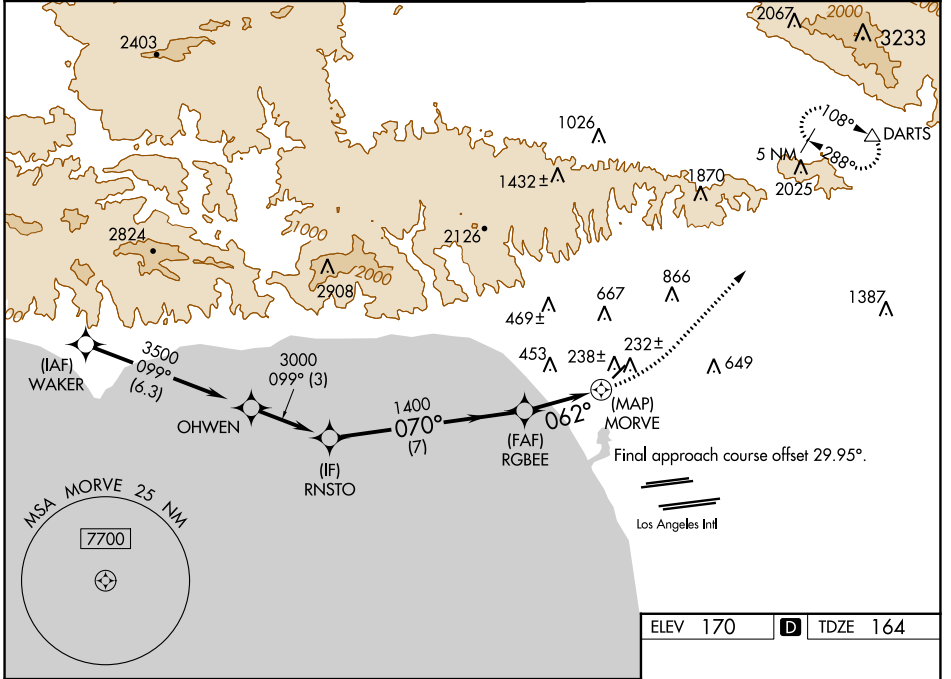 2067
2000
3233
2403
108°
DARTS
1026
5 NM
288°
1432 ±
1870
2025
1000
2126
2824
2000
2908
866
667
469±
1387
00
3500
099°
(6.3)
3000
099° (3)
453
238±
232±
649
(IAF)
WAKER
1400
070°
(7)
062°
(MAP)
MORVE
OHWEN
(FAF)
RGBEE
(IF)
RNSTO
Final approach course offset 29.95°.
MSA MORVE 25 NM
7700
Los Angeles Intl
ELEV 170 D TDZE 164